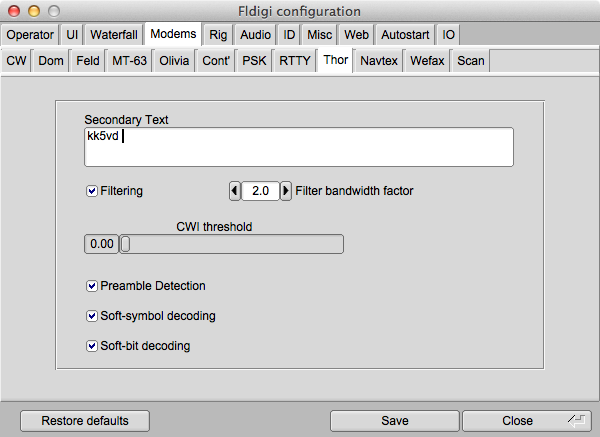 Fldigi configuration
Operator UI Waterfall Modems Rig Audio ID Misc Web Autostart IO
CW Dom Feld MT-63 Olivia Cont' PSK RTTY Thor Navtex Wefax Scan
Secondary Text
kk5vd
Filtering 2.0 Filter bandwidth factor
CWI threshold
0.00
Preamble Detection
Soft-symbol decoding
Soft-bit decoding
Restore defaults Save Close